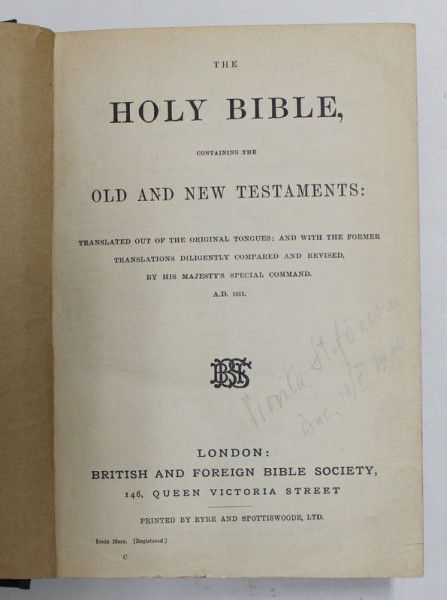 THE
HOLY BIBLE,
CONTAINING THE
OLD AND NEW TESTAMENTS:
TRANSLATED OUT OF THE ORIGINAL TONGUES; AND WITH THE FORMER
TRANSLATIONS DILIGENTLY COMPARED AND REVISED,
BY HIS MAJESTY'S SPECIAL COMMAND.
A.D. 1611.
LONDON:
BRITISH AND FOREIGN BIBLE SOCIETY,
146, QUEEN VICTORIA STREET
PRINTED BY EYRE AND SPOTTISWOODE, LTD.
16mo. (Registered.)
C